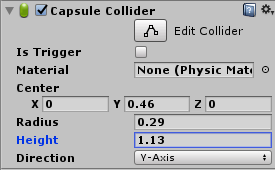 Capsule Collider
Edit Collider
Is Trigger
Material None (Physic Mate
Center
X 0 Y 0.46 Z 0
Radius 0.29
Height 1.13
Direction Y-Axis